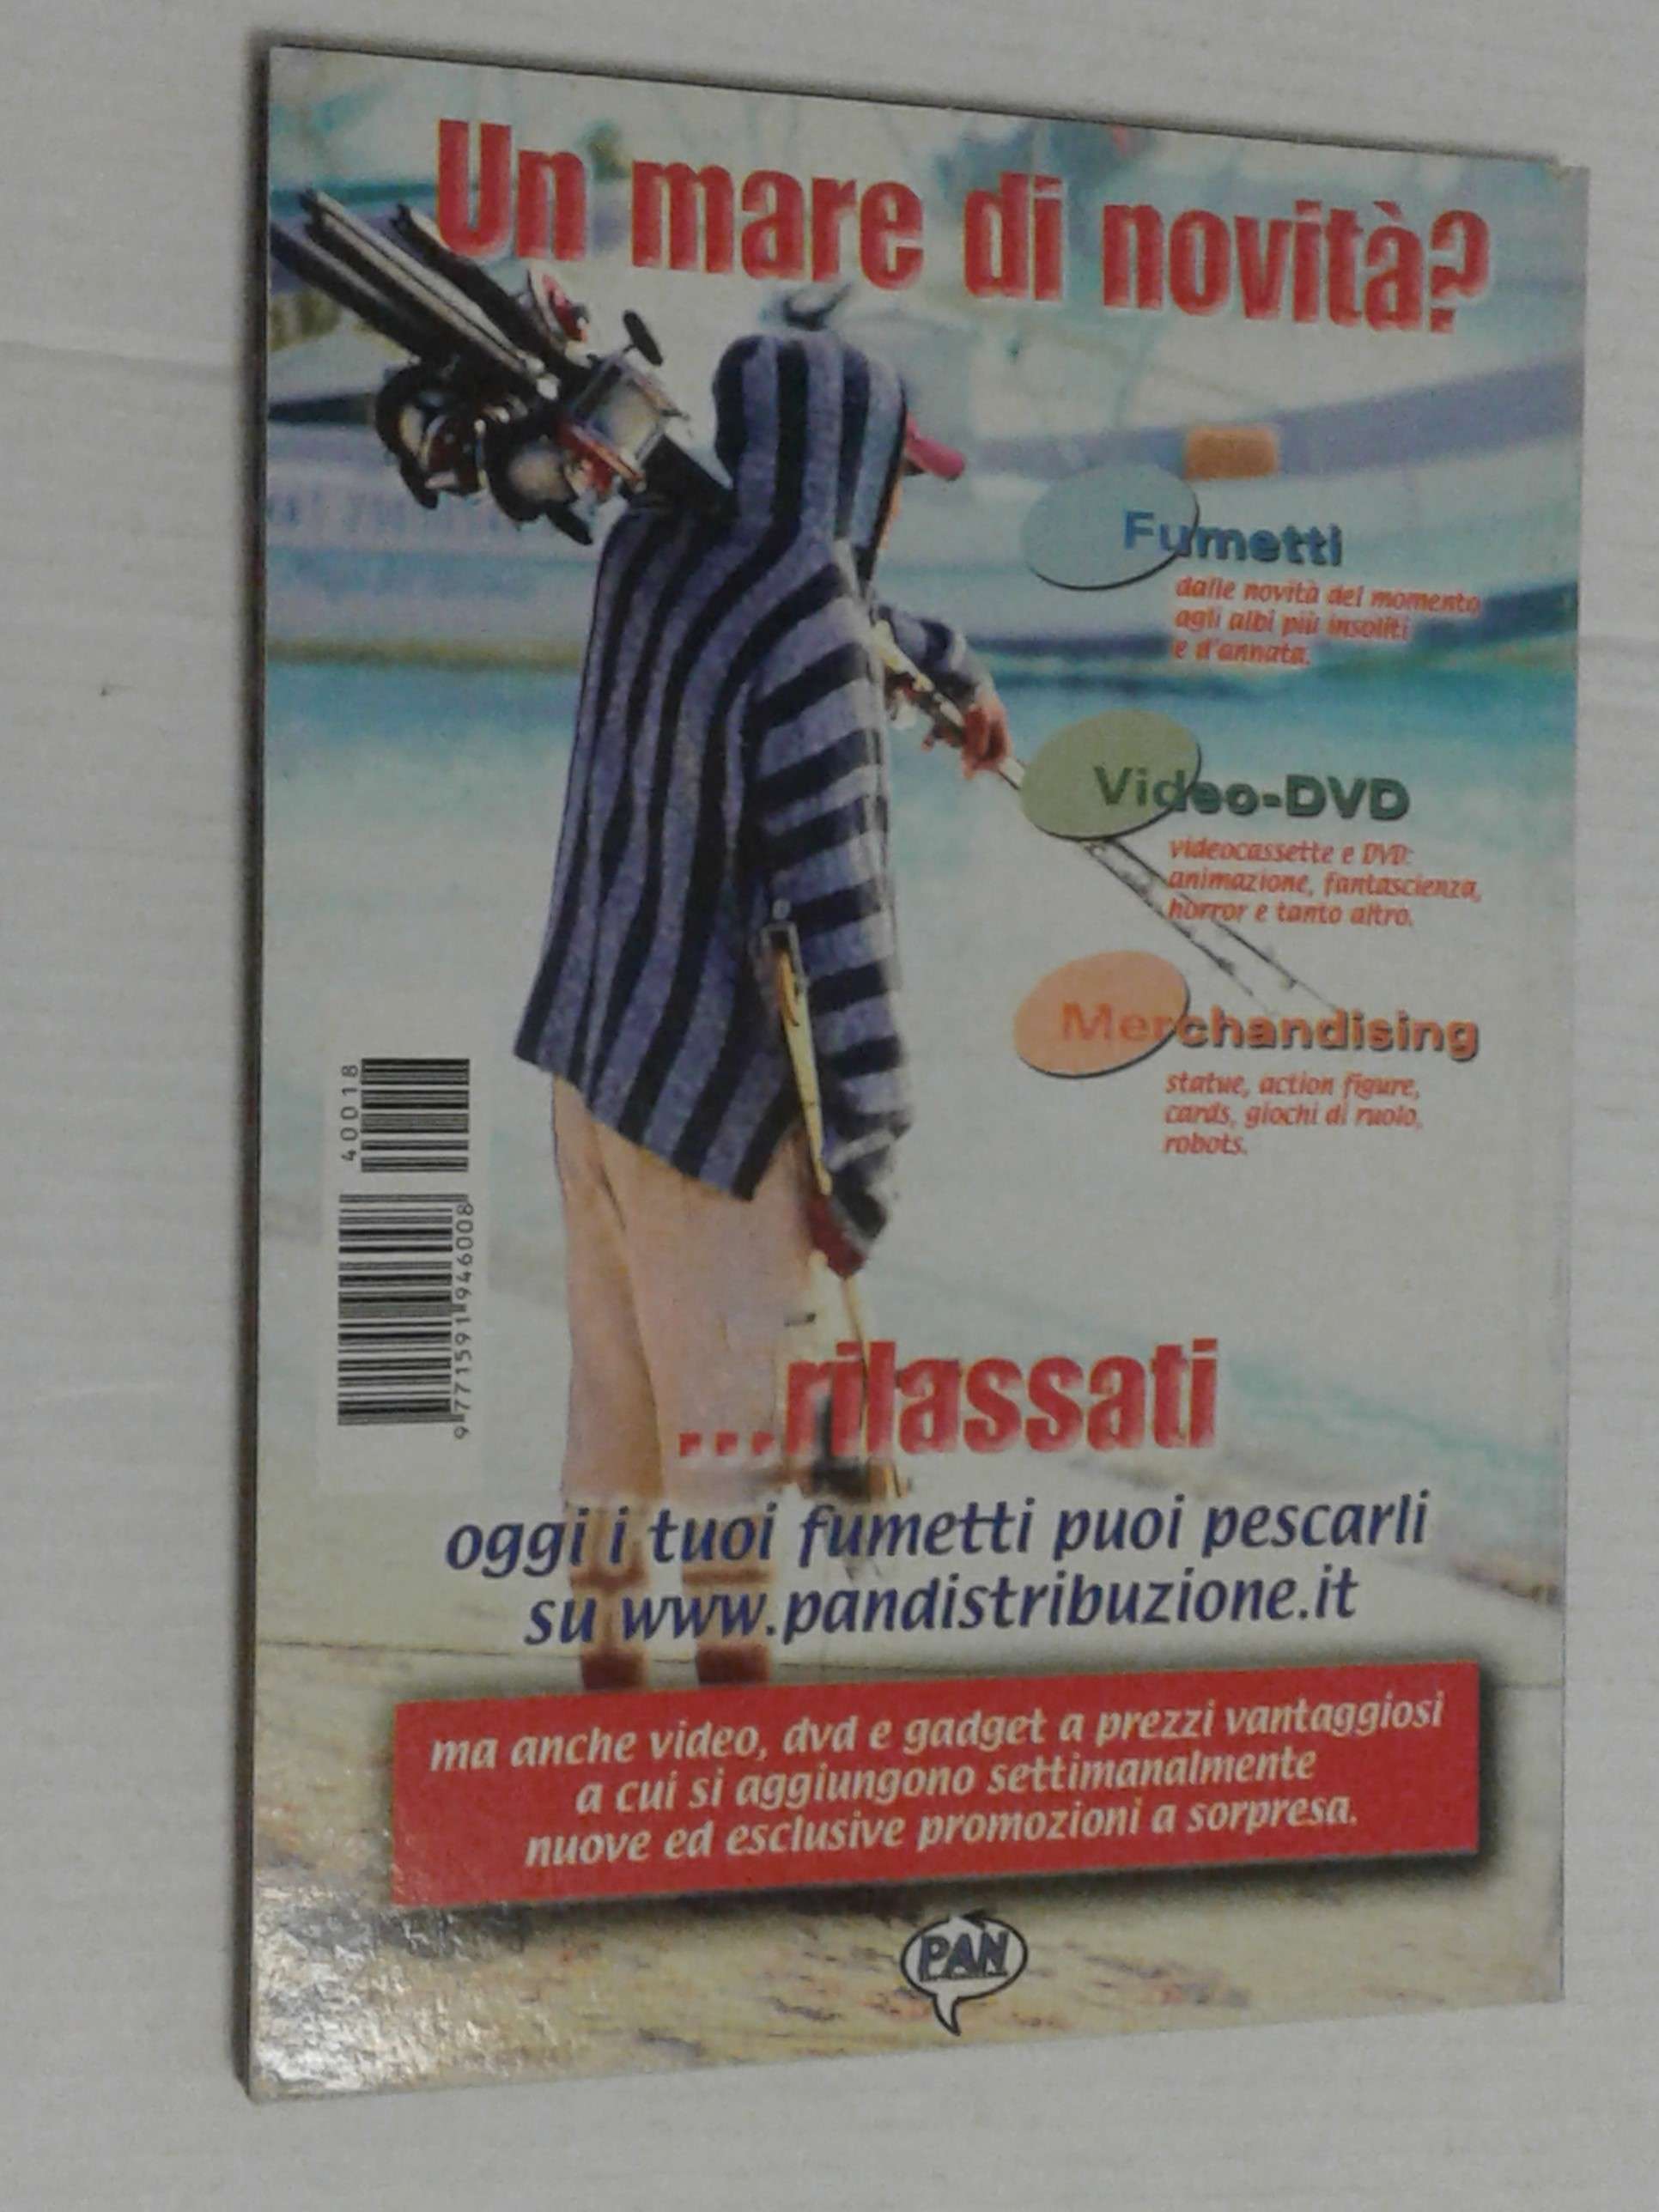 Un mare di novità?
Fumetti
dalle novità del momento
agli albi più insoliti
e d'annata.
Video-DVD
videocassette e DVD:
animazione, fantascienza,
horror e tanto altro.
Merchandising
statue, action figure,
cards, giochi di ruolo,
robots.
40018
9 771591 946008
...rilassati
oggi i tuoi fumetti puoi pescarli
su www.pandistribuzione.it
ma anche video, dvd e gadget a prezzi vantaggiosi
a cui si aggiungono settimanalmente
nuove ed esclusive promozioni a sorpresa.
PAN